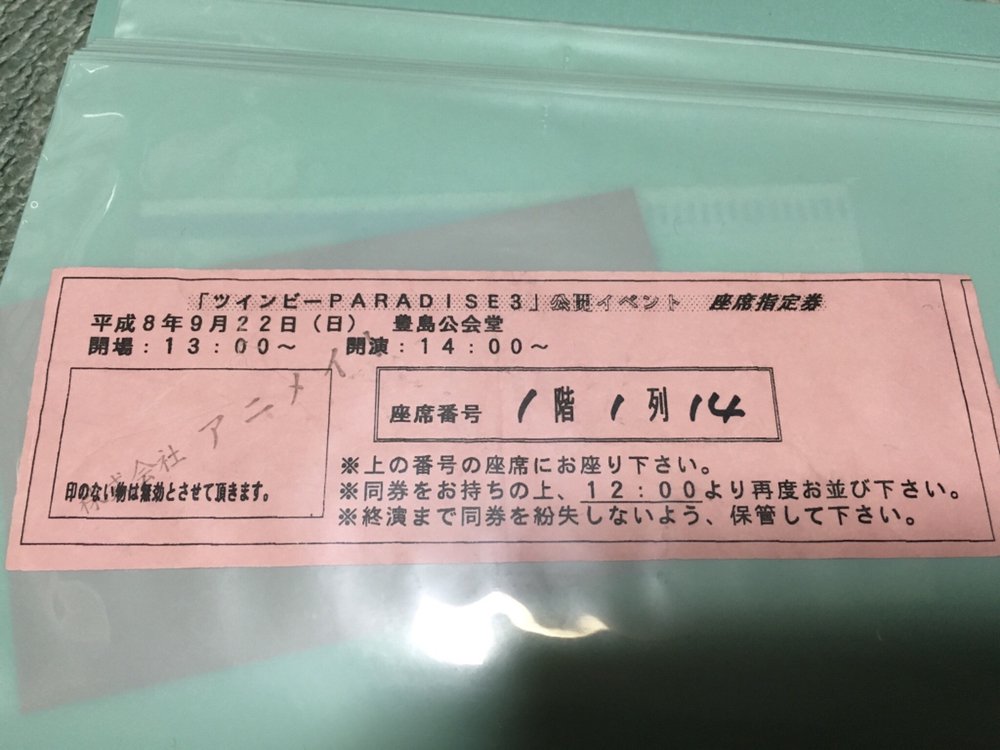 「ツインビーPARADISE3」公開イベント 座席指定券
平成8年9月22日(日) 豊島公会堂
開場:13:00~ 開演:14:00~
株式会社 アニメイト
印のない物は無効とさせて頂きます。
座席番号 1階1列14
※上の番号の座席にお座り下さい。
※同券をお持ちの上、12:00より再度お並び下さい。
※終演まで同券を紛失しないよう、保管して下さい。